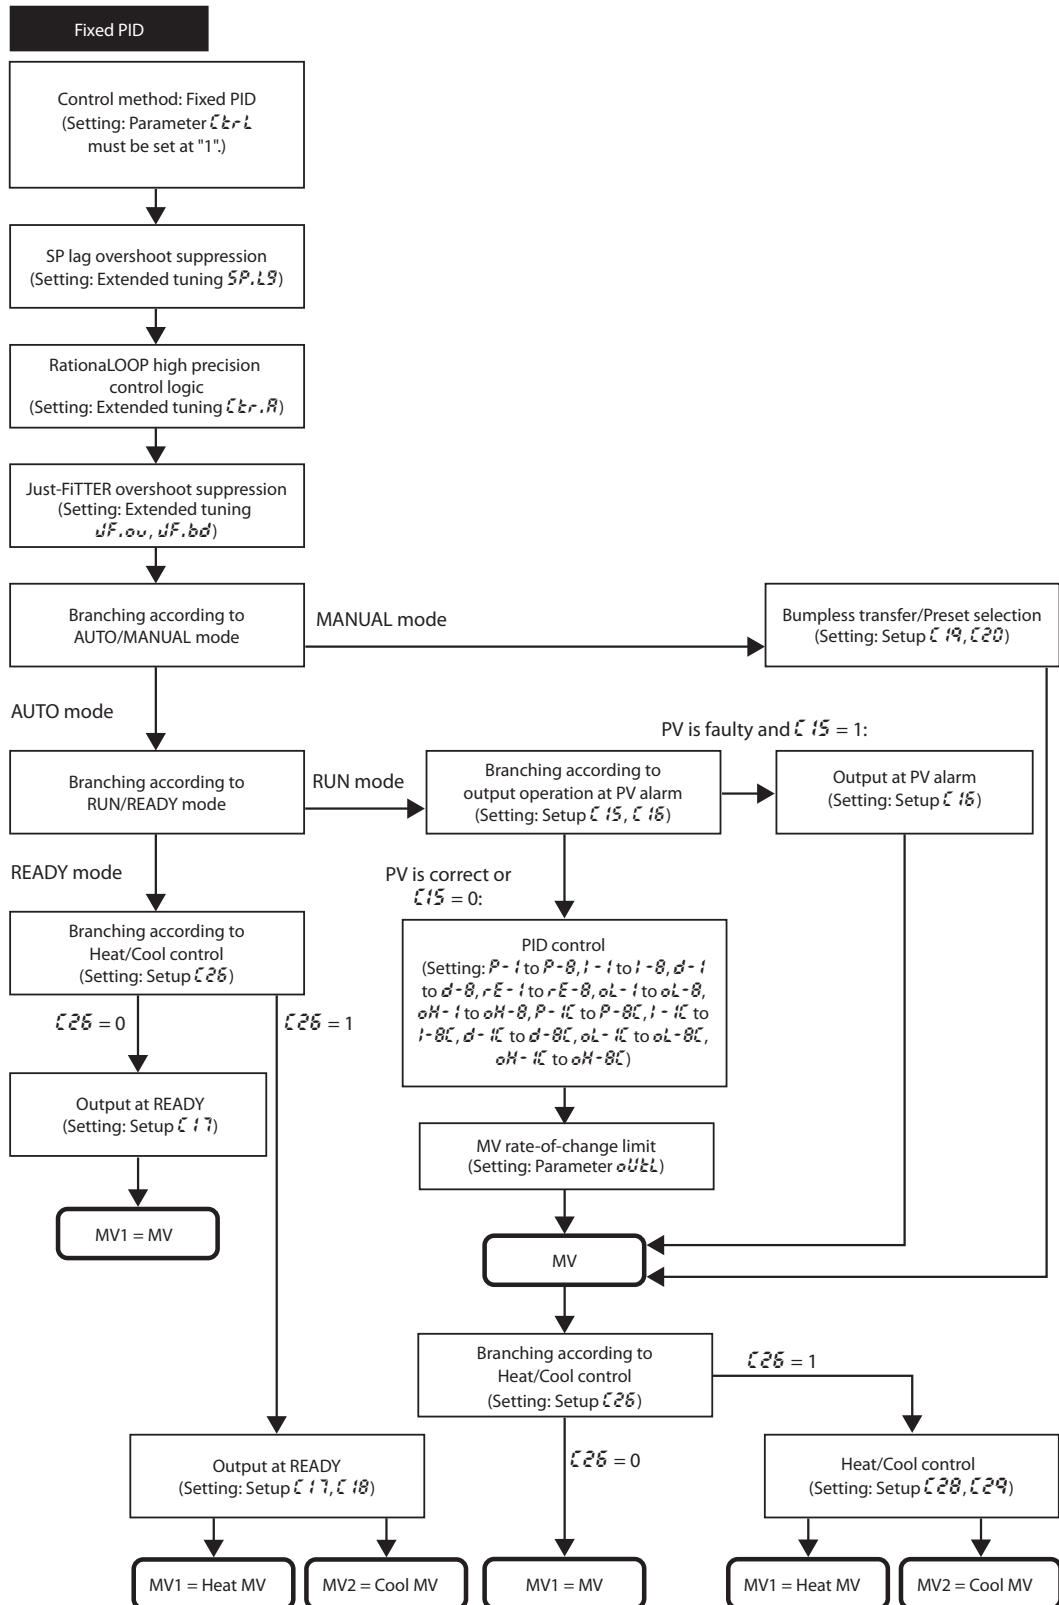 Fixed PID
Control method: Fixed PID
(Setting: Parameter CtrL
must be set at "1".)
SP lag overshoot suppression
(Setting: Extended tuning SP.L9)
RationaLOOP high precision
control logic
(Setting: Extended tuning Ctr.A)
Just-FiTTER overshoot suppression
(Setting: Extended tuning
JF.ov, JF.bd)
Branching according to
AUTO/MANUAL mode
MANUAL mode
Bumpless transfer/Preset selection
(Setting: Setup C19, C20)
AUTO mode
PV is faulty and C15 = 1:
Branching according to
RUN/READY mode
RUN mode
Branching according to
output operation at PV alarm
(Setting: Setup C15, C16)
Output at PV alarm
(Setting: Setup C16)
READY mode
PV is correct or
C15 = 0:
Branching according to
Heat/Cool control
(Setting: Setup C26)
PID control
(Setting: P-1 to P-8, I-1 to I-8, d-1
to d-8, rE-1 to rE-8, oL-1 to oL-8,
oH-1 to oH-8, P-1C to P-8C, I-1C to
I-8C, d-1C to d-8C, oL-1C to oL-8C,
oH-1C to oH-8C)
C26 = 0
C26 = 1
Output at READY
(Setting: Setup C17)
MV rate-of-change limit
(Setting: Parameter oUtL)
MV1 = MV
MV
Branching according to
Heat/Cool control
(Setting: Setup C26)
C26 = 1
C26 = 0
Output at READY
(Setting: Setup C17, C18)
Heat/Cool control
(Setting: Setup C28, C29)
MV1 = Heat MV
MV2 = Cool MV
MV1 = MV
MV1 = Heat MV
MV2 = Cool MV